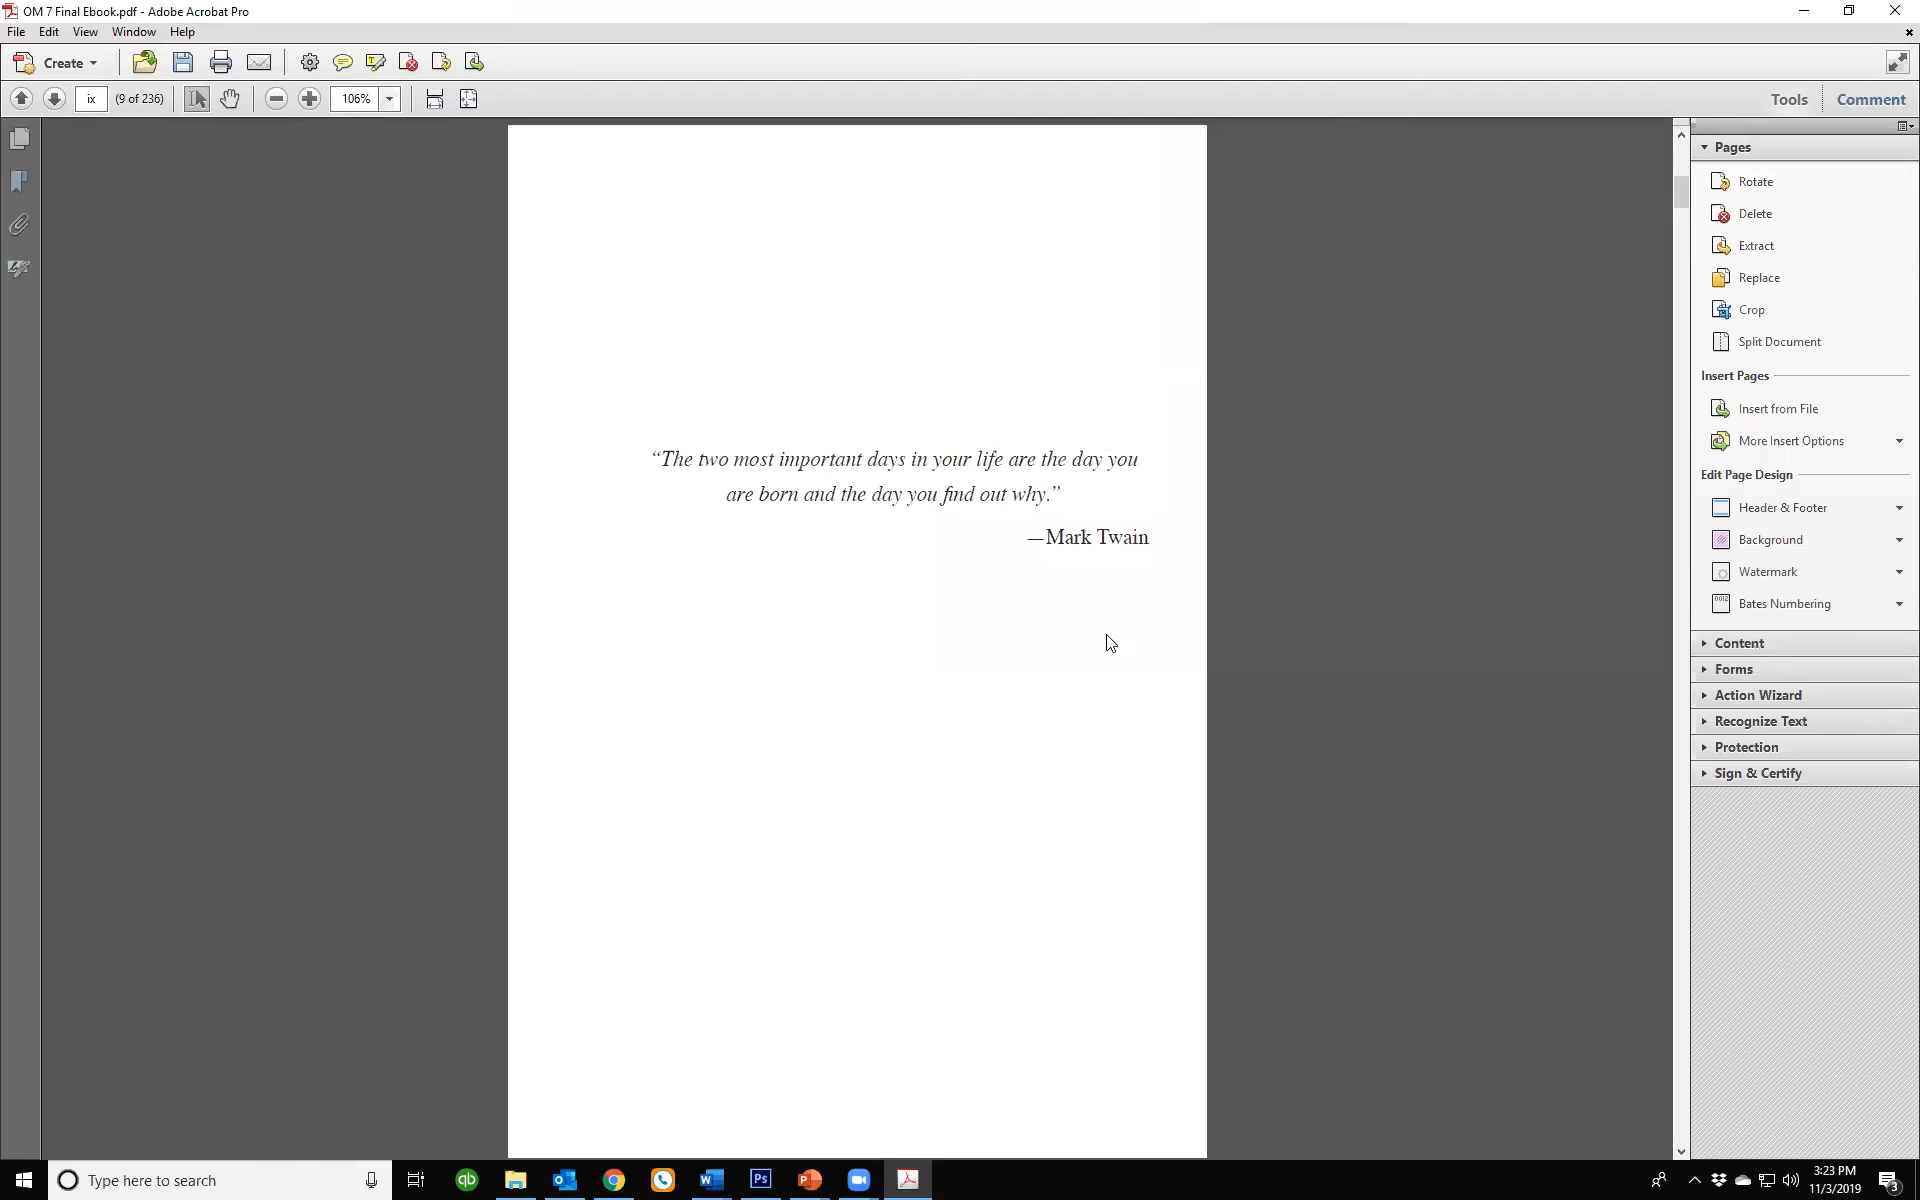 OM 7 Final Ebook.pdf - Adobe Acrobat Pro
File Edit View Window Help
Create
ix (9 of 236) 106% Tools Comment
Pages
Rotate
Delete
Extract
Replace
Crop
Split Document
Insert Pages
Insert from File
More Insert Options
Edit Page Design
Header & Footer
Background
Watermark
Bates Numbering
Content
Forms
Action Wizard
Recognize Text
Protection
Sign & Certify
“The two most important days in your life are the day you
are born and the day you find out why.”
—Mark Twain
Type here to search
qb
Ps
3:23 PM
11/3/2019
3